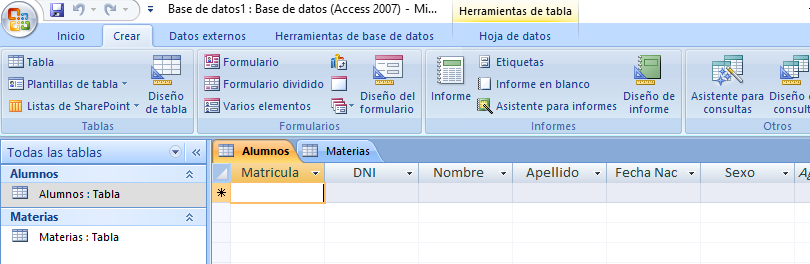 Base de datos1 : Base de datos (Access 2007) - Mi...
Herramientas de tabla
Inicio Crear Datos externos Herramientas de base de datos Hoja de datos
Tabla
Plantillas de tabla
Listas de SharePoint
Diseño de tabla
Tablas
Formulario
Formulario dividido
Varios elementos
Diseño del formulario
Formularios
Informe
Etiquetas
Informe en blanco
Asistente para informes
Diseño de informe
Informes
Asistente para consultas
Diseño de consult
Otros
Todas las tablas
Alumnos
Alumnos : Tabla
Materias
Materias : Tabla
Alumnos Materias
Matricula DNI Nombre Apellido Fecha Nac Sexo